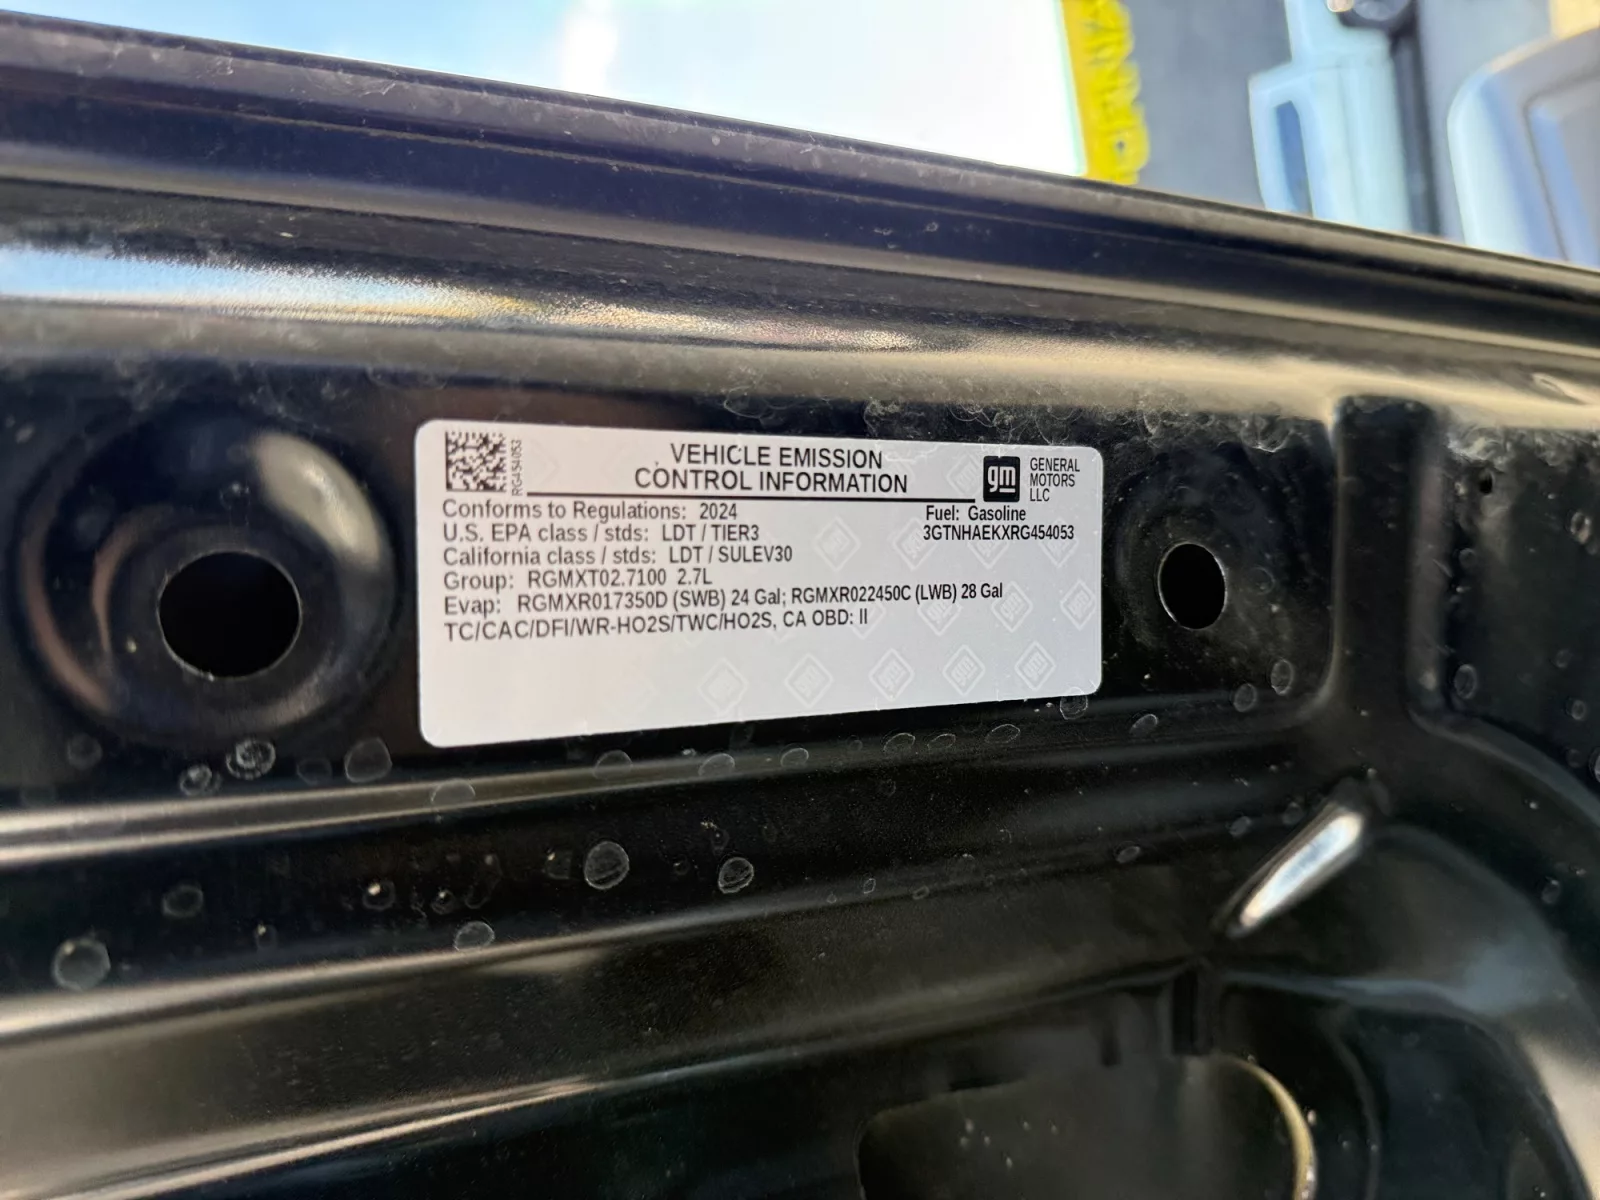 RG454053
VEHICLE EMISSION
CONTROL INFORMATION
gm
GENERAL
MOTORS
LLC
Conforms to Regulations: 2024
Fuel: Gasoline
U.S. EPA class / stds: LDT / TIER3
3GTNHAEKXRG454053
California class / stds: LDT / SULEV30
Group: RGMXT02.7100 2.7L
Evap: RGMXR017350D (SWB) 24 Gal; RGMXR022450C (LWB) 28 Gal
TC/CAC/DFI/WR-HO2S/TWC/HO2S, CA OBD: II